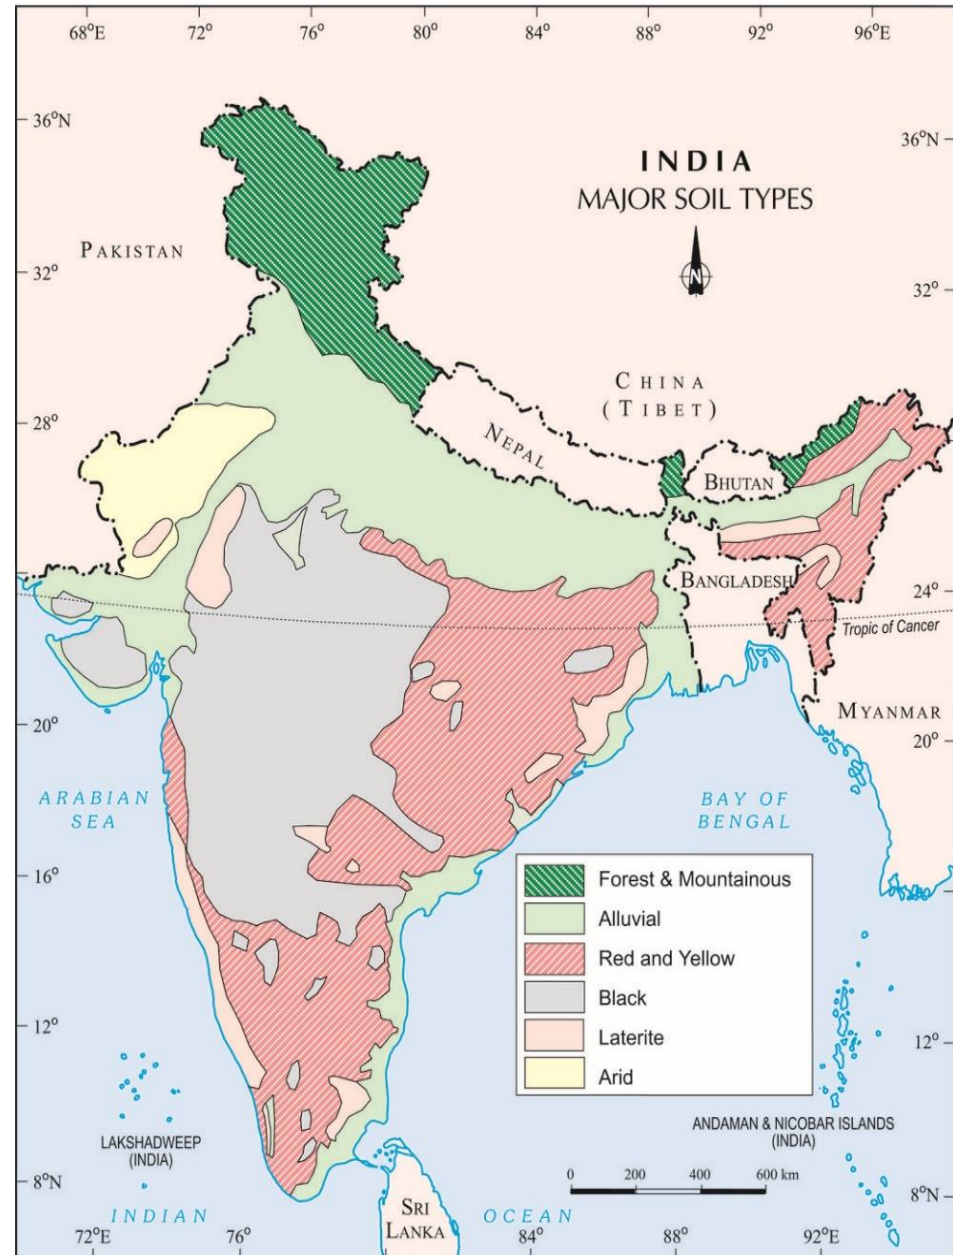 68°E 72° 76° 80° 84° 88° 92° 96°E
36°N
36°N
INDIA
MAJOR SOIL TYPES
N
PAKISTAN
32°
32°
CHINA
(TIBET)
28°
28°
NEPAL
BHUTAN
BANGLADESH
24°
24°
Tropic of Cancer
MYANMAR
20°
20°
ARABIAN
SEA
BAY OF
BENGAL
16°
16°
Forest & Mountainous
Alluvial
Red and Yellow
Black
Laterite
Arid
12°
12°
LAKSHADWEEP
(INDIA)
ANDAMAN & NICOBAR ISLANDS
(INDIA)
0 200 400 600 km
8°N
8°N
SRI
LANKA
INDIAN OCEAN
72°E 76° 84° 88° 92°E